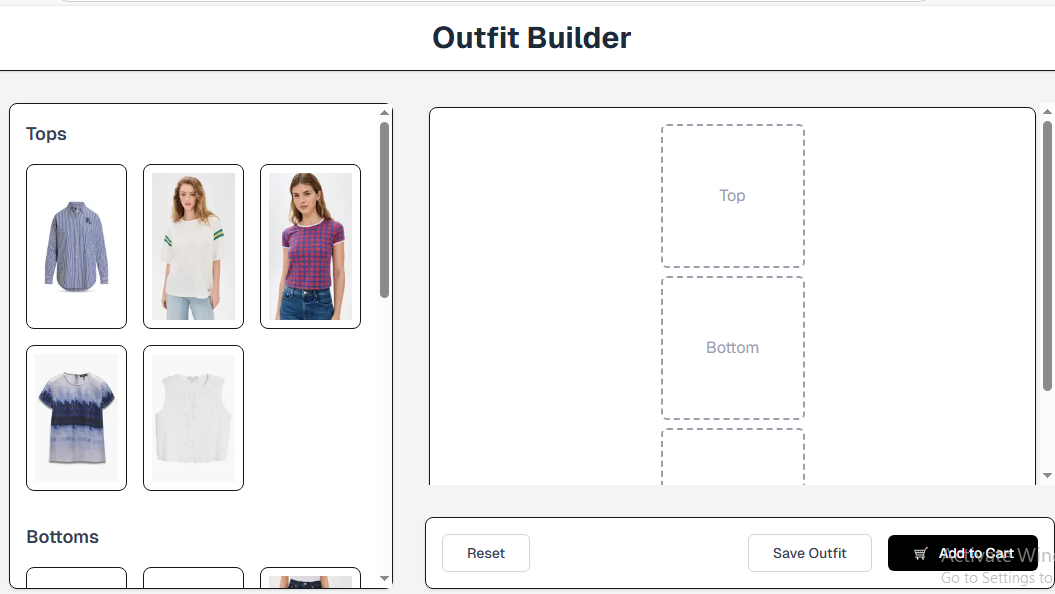 Outfit Builder
Tops
Top
Bottom
Bottoms
Reset
Save Outfit
Add to Cart
Activate Win
Go to Settings to